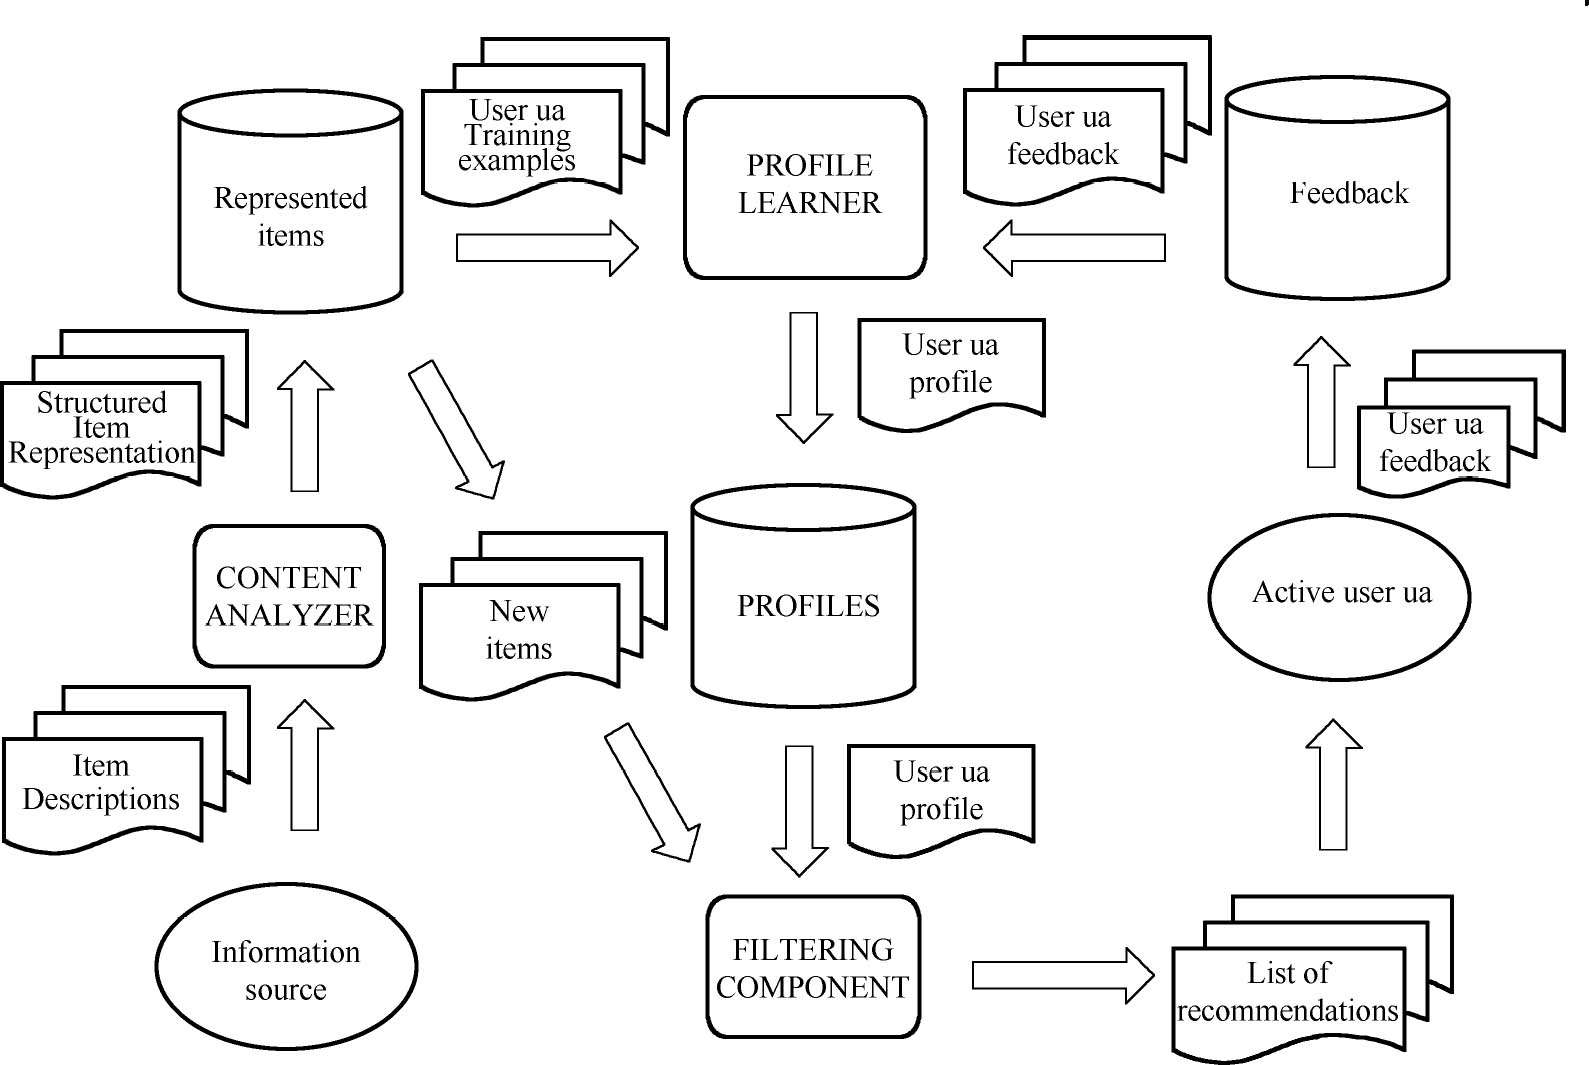 User ua
Training
examples
User ua
feedback
PROFILE
LEARNER
Represented
items
Feedback
User ua
profile
Structured
Item
Representation
User ua
feedback
CONTENT
ANALYZER
New
items
PROFILES
Active user ua
Item
Descriptions
User ua
profile
Information
source
FILTERING
COMPONENT
List of
recommendations